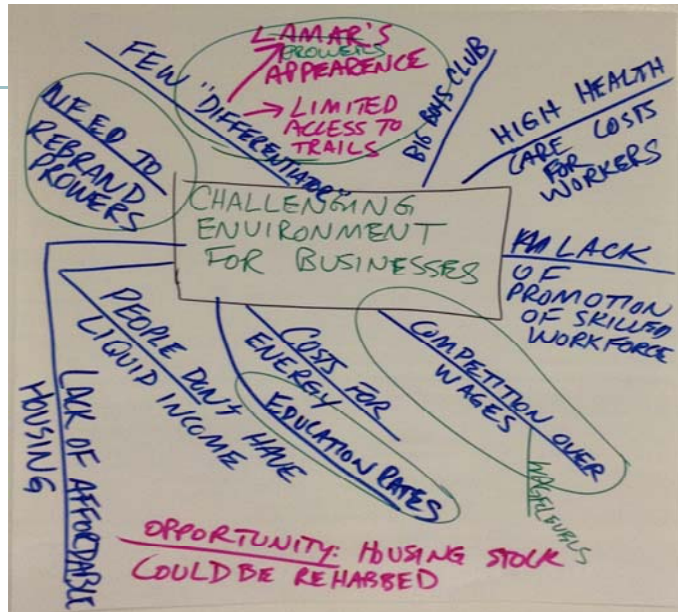 LAMAR'S
PROWERS
APPEARENCE
→ LIMITED
ACCESS TO
TRAILS
FEW "DIFFERENTIATOR"
BIG BOYS CLUB
HIGH HEALTH
CARE COSTS
FOR
WORKERS
NEED TO
REBRAND
PROWERS
CHALLENGING
ENVIRONMENT
FOR BUSINESSES
LACK
OF
PROMOTION
OF SKILLED
WORKFORCE
COMPETITION OVER
WAGES
COSTS FOR
ENERGY
EDUCATION RATES
PEOPLE DON'T HAVE
LIQUID INCOME
LACK OF AFFORDABLE
HOUSING
OPPORTUNITY: HOUSING STOCK
COULD BE REHABBED